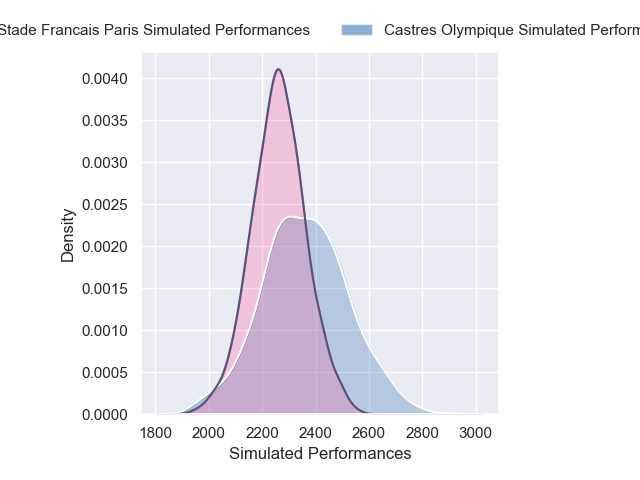 Stade Francais Paris Simulated Performances
Castres Olympique Simulated
0.0040
0.0035
0.0030
0.0025
0.0020
0.0015
0.0010
0.0005
0.0000
Density
1800 2000 2200 2400 2600 2800 3000
Simulated Performances